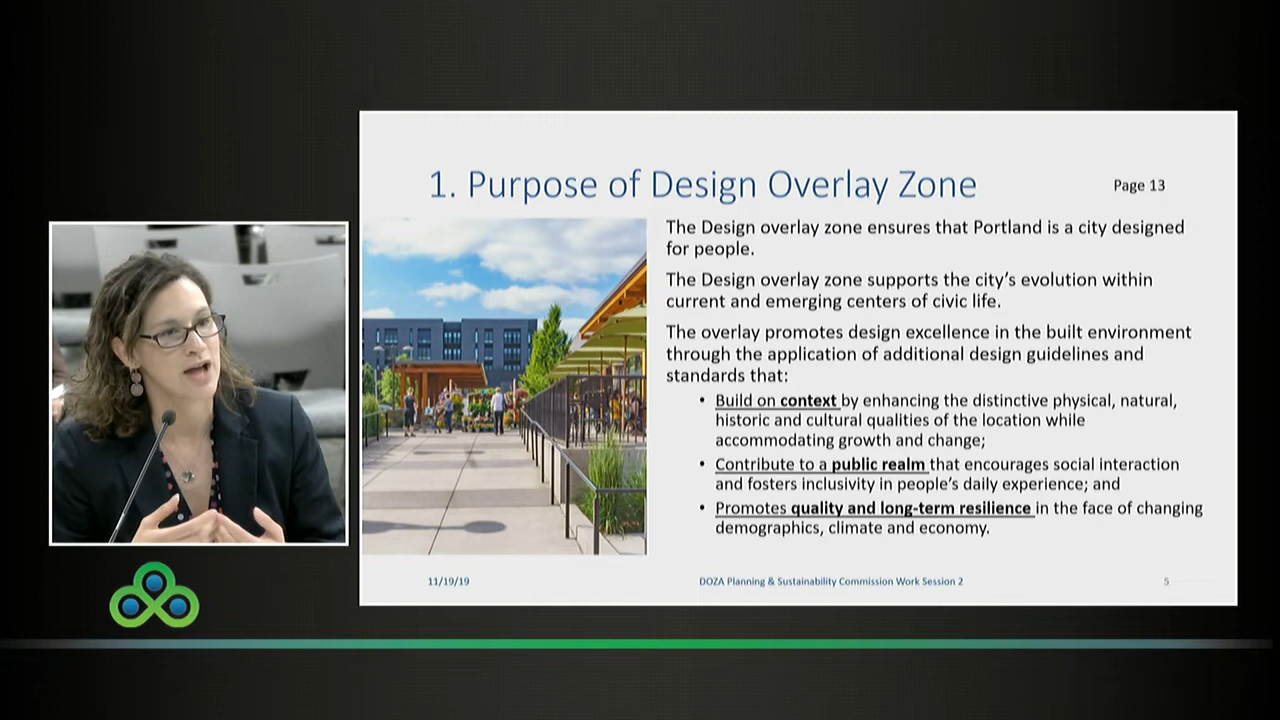 1. Purpose of Design Overlay Zone
Page 13
The Design overlay zone ensures that Portland is a city designed
for people.
The Design overlay zone supports the city's evolution within
current and emerging centers of civic life.
The overlay promotes design excellence in the built environment
through the application of additional design guidelines and
standards that:
• Build on context by enhancing the distinctive physical, natural,
historic and cultural qualities of the location while
accommodating growth and change;
• Contribute to a public realm that encourages social interaction
and fosters inclusivity in people's daily experience; and
• Promotes quality and long-term resilience in the face of changing
demographics, climate and economy.
11/19/19
DOZA Planning & Sustainability Commission Work Session 2
5